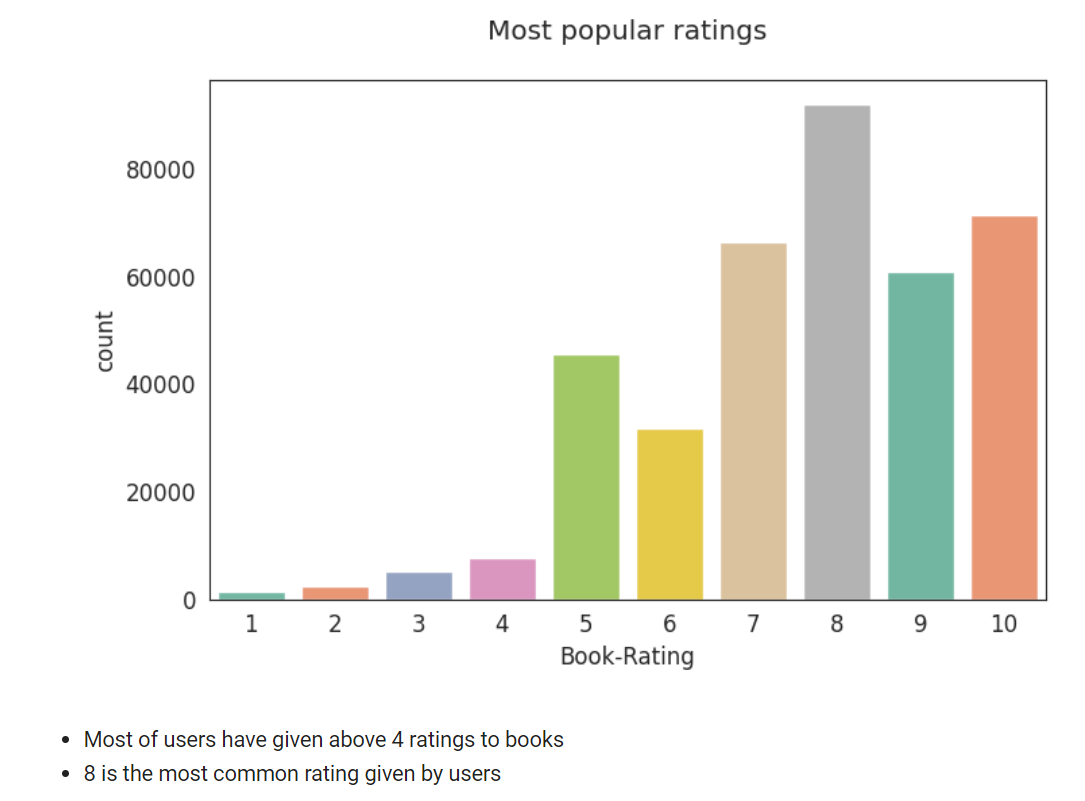 Most popular ratings
80000
60000
40000
20000
0
count
1 2 3 4 5 6 7 8 9 10
Book-Rating
• Most of users have given above 4 ratings to books
• 8 is the most common rating given by users